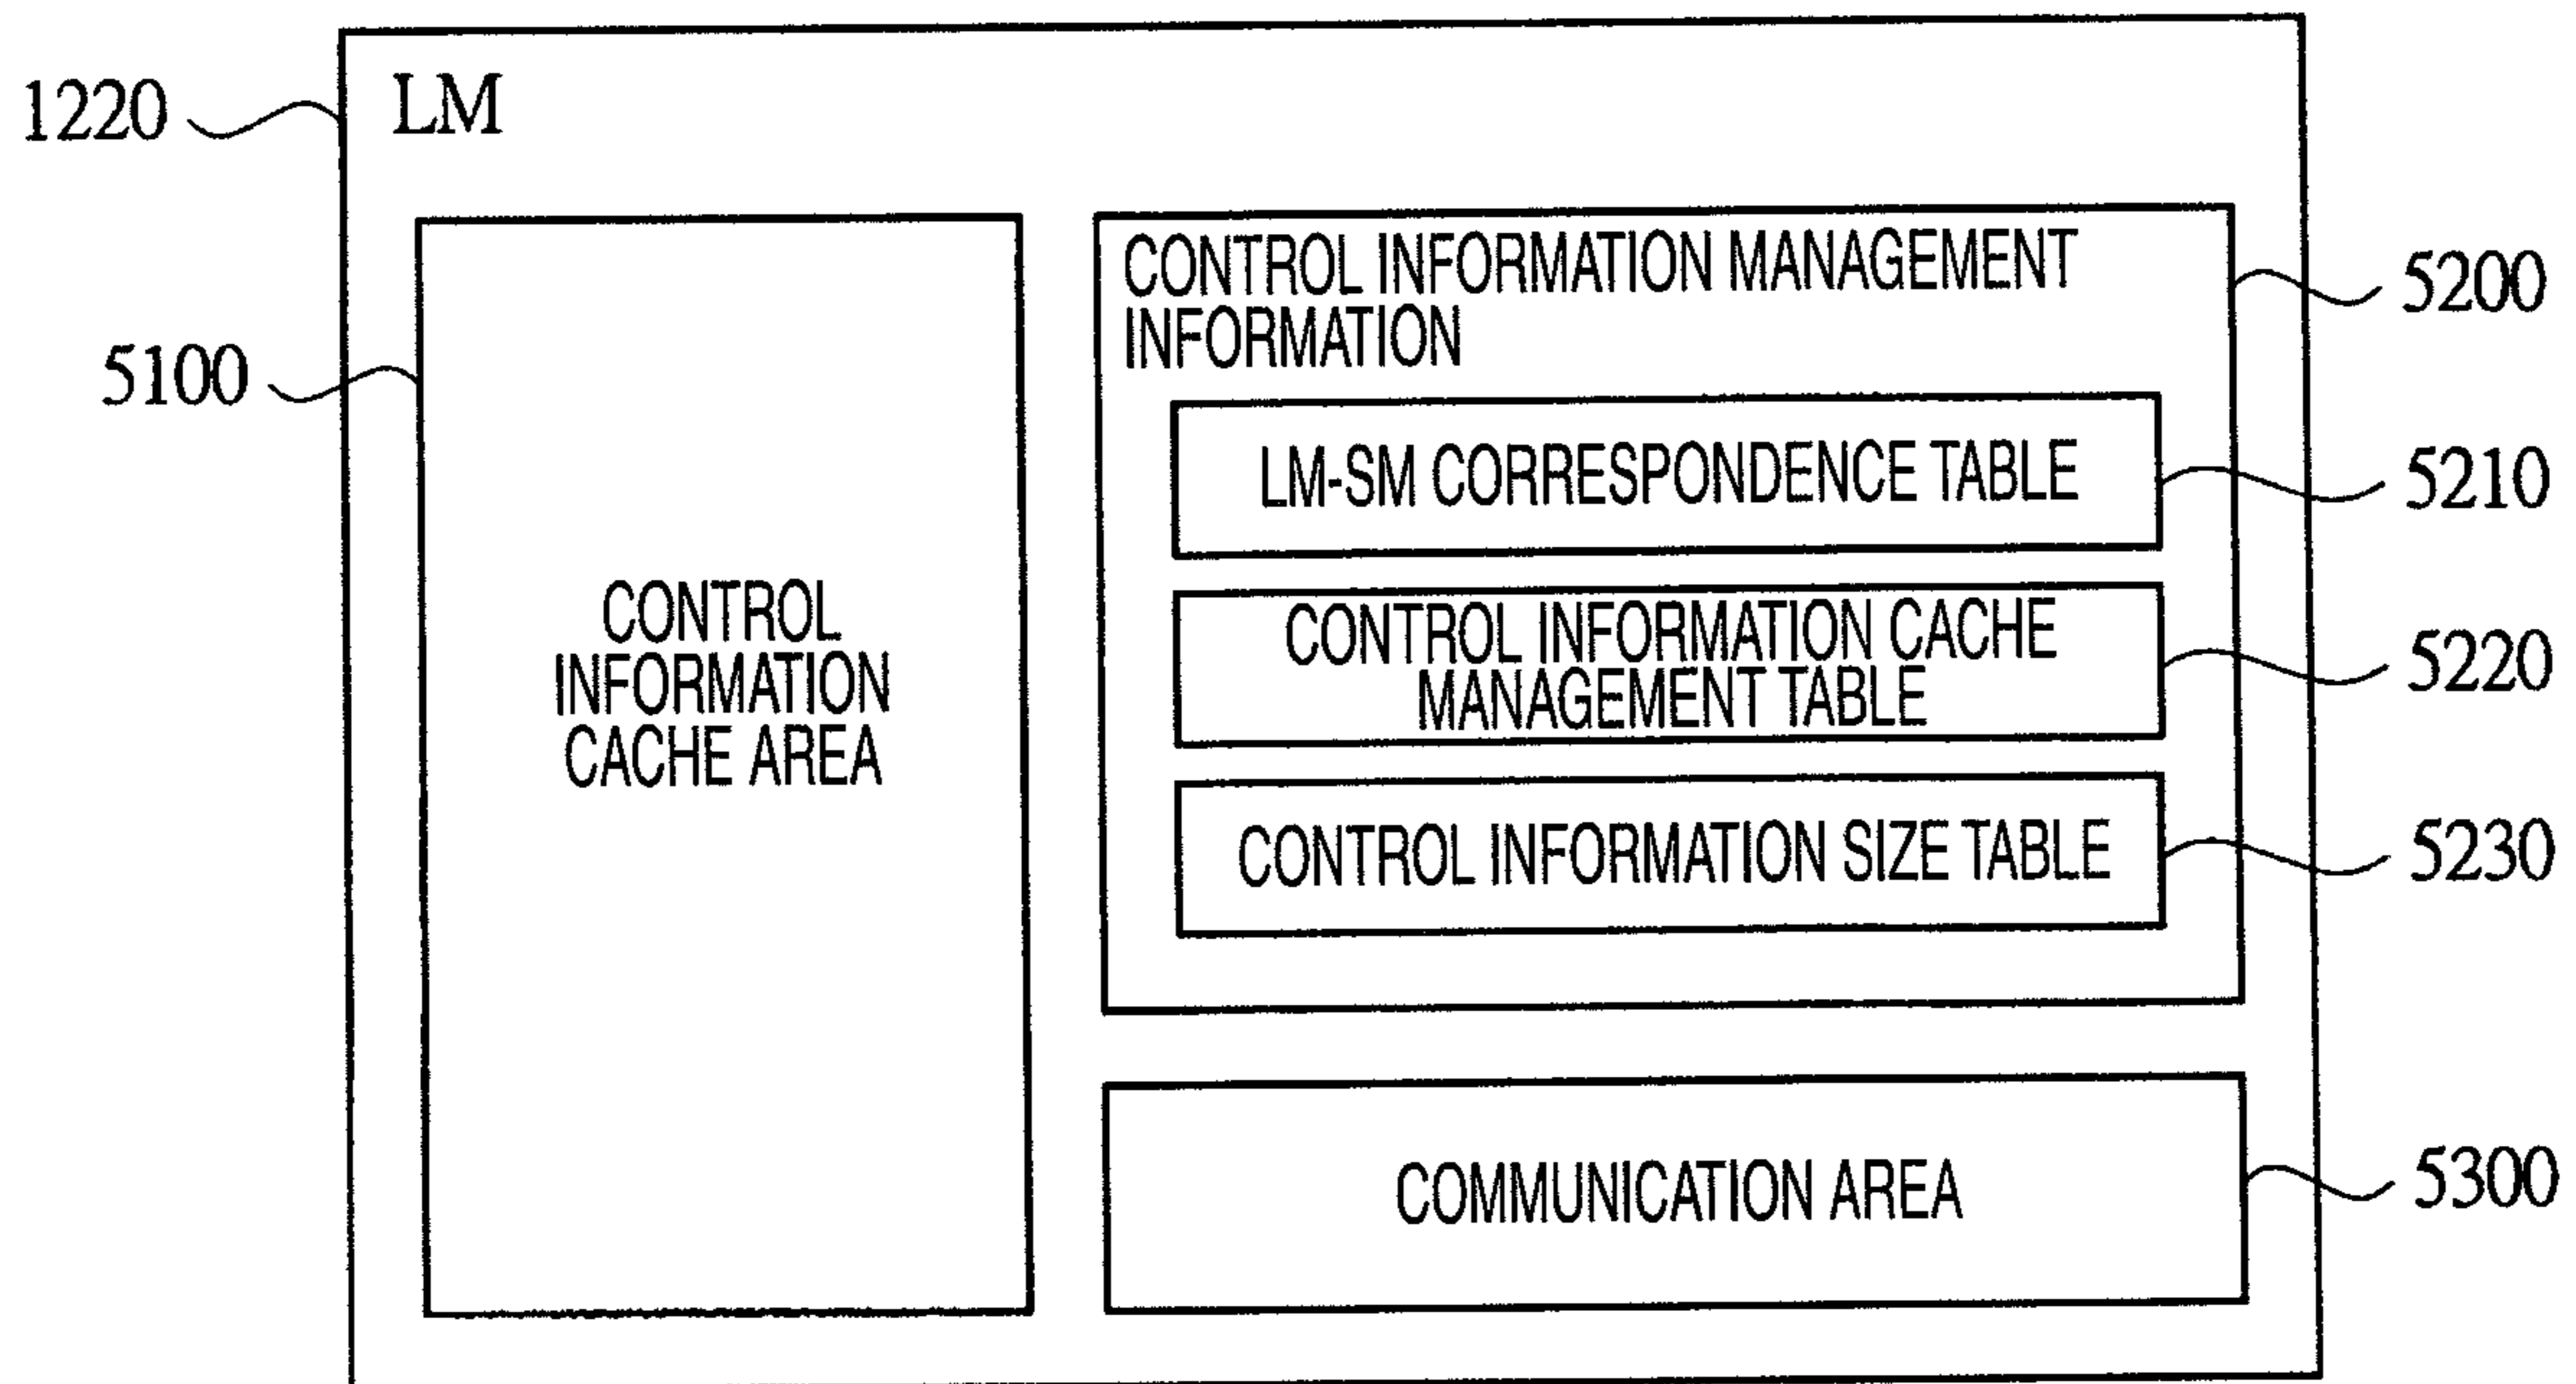 1220
LM
5100
CONTROL
INFORMATION
CACHE AREA
CONTROL INFORMATION MANAGEMENT
INFORMATION
5200
LM-SM CORRESPONDENCE TABLE
5210
CONTROL INFORMATION CACHE
MANAGEMENT TABLE
5220
CONTROL INFORMATION SIZE TABLE
5230
COMMUNICATION AREA
5300